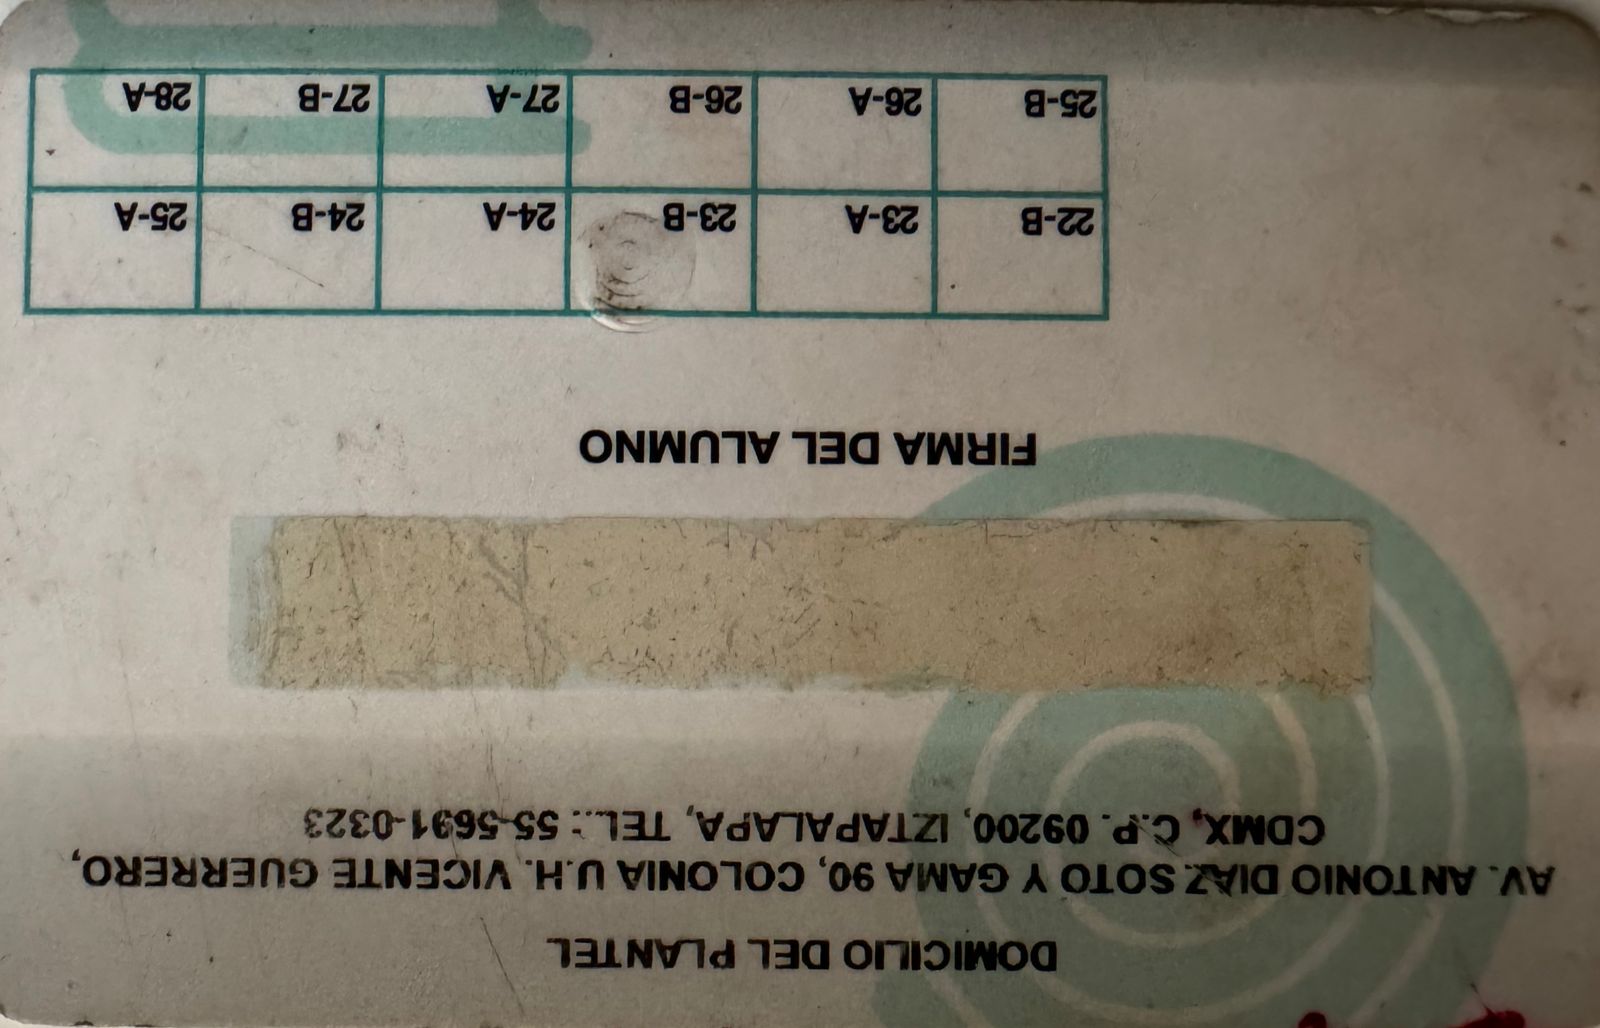 DOMICILIO DEL PLANTEL
AV. ANTONIO DIAZ SOTO Y GAMA 90, COLONIA U.H. VICENTE GUERRERO,
CDMX, C.P. 09200, IZTAPALAPA, TEL.: 55-5691-0323
FIRMA DEL ALUMNO
22-B 23-A 23-B 24-A 24-B 25-A
25-B 26-A 26-B 27-A 27-B 28-A